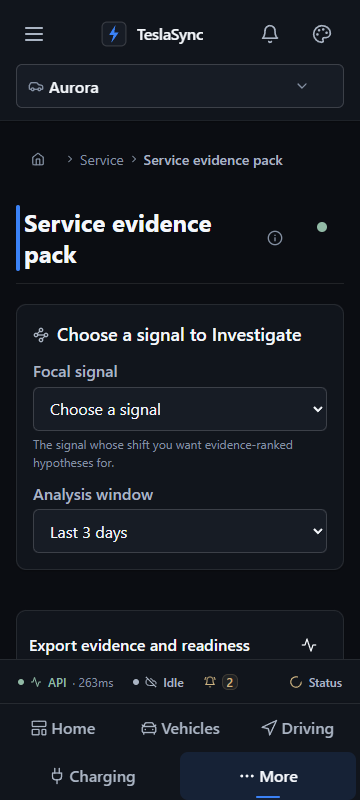 TeslaSync
Aurora
Service
Service evidence pack
Service evidence
pack
Choose a signal to Investigate
Focal signal
Choose a signal
The signal whose shift you want evidence-ranked
hypotheses for.
Analysis window
Last 3 days
Export evidence and readiness
API · 263ms
Idle
2
Status
Home
Vehicles
Driving
Charging
More